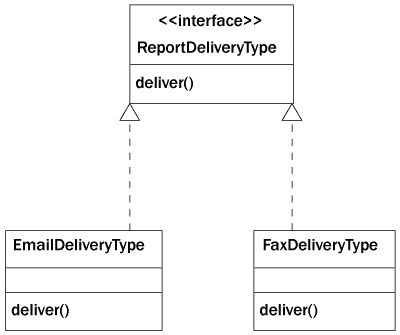 <<interface>>
ReportDeliveryType
deliver()
EmailDeliveryType
deliver()
FaxDeliveryType
deliver()